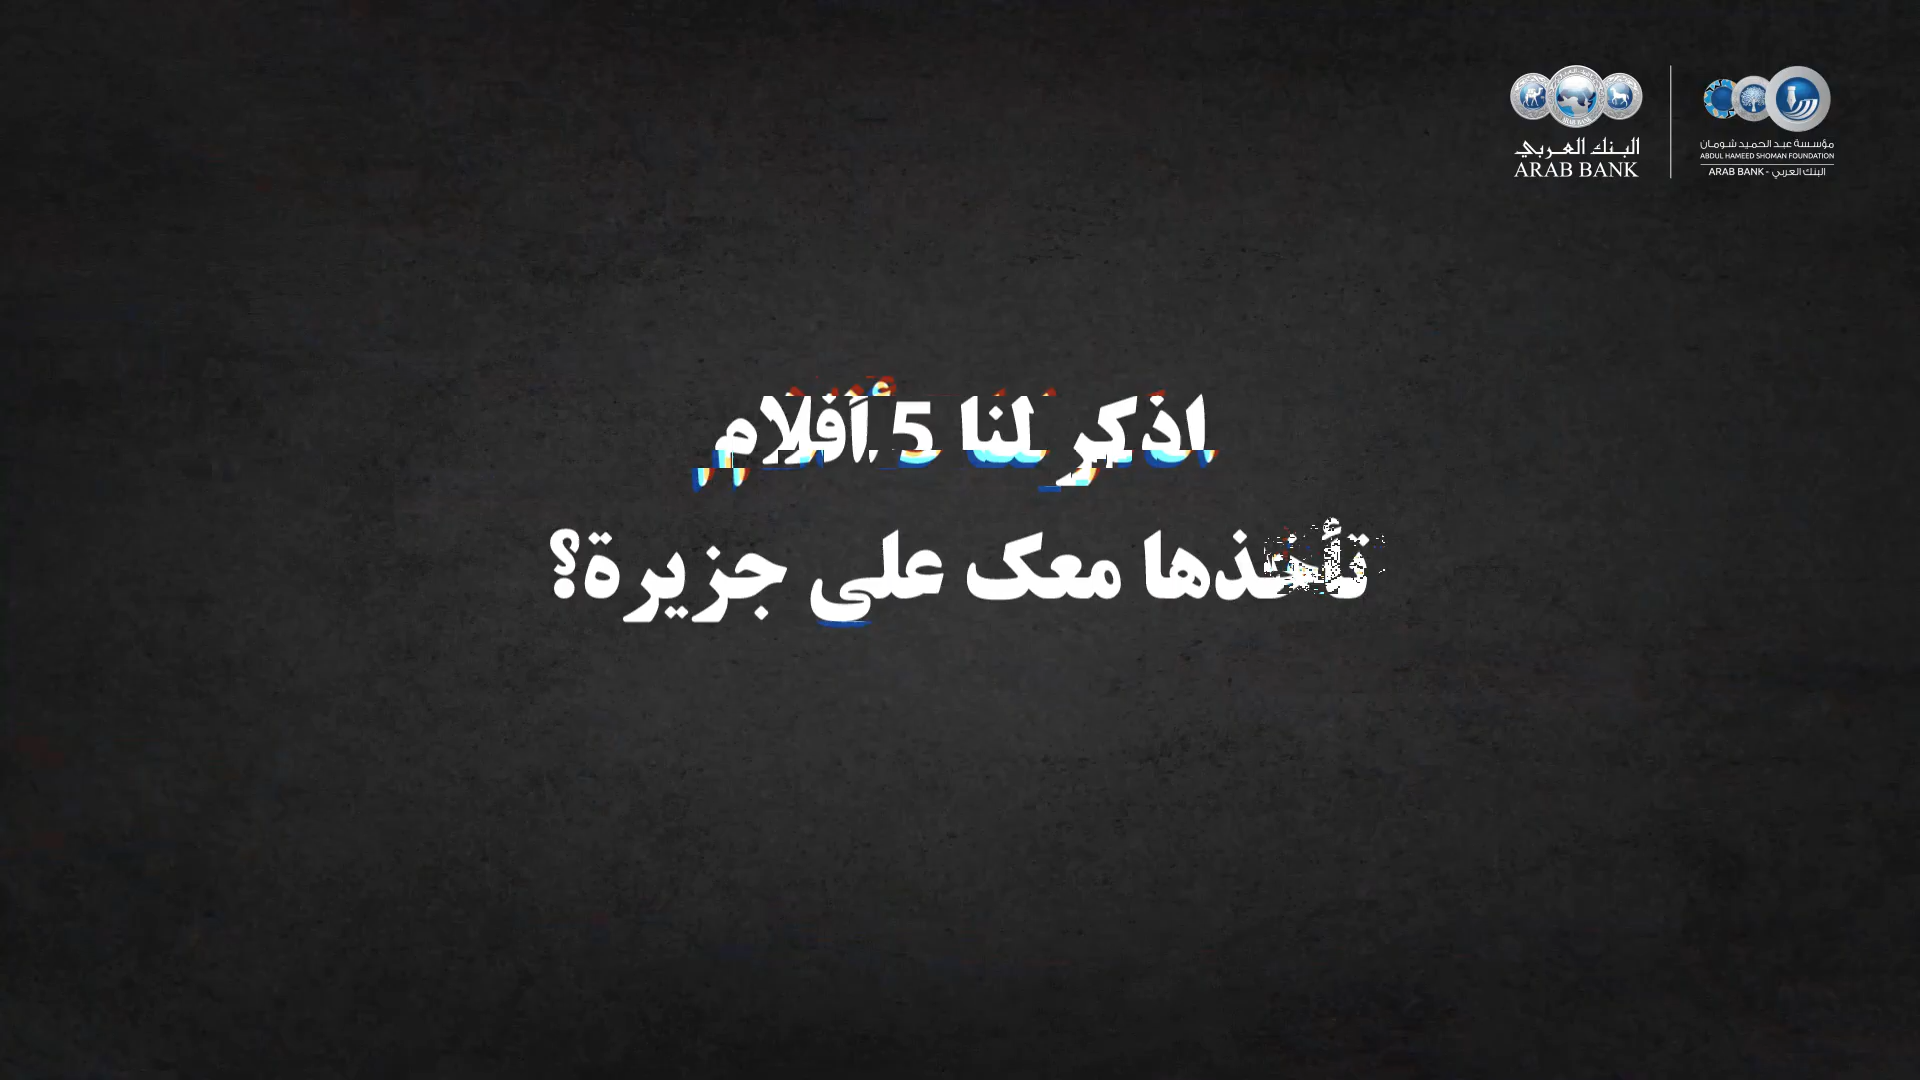 البنك العربي
ARAB BANK
مؤسسة عبد الحميد شومان
ABDUL HAMEED SHOMAN FOUNDATION
ARAB BANK - البنك العربي
اذكر لنا 5 أفلام
تأخذها معك على جزيرة؟